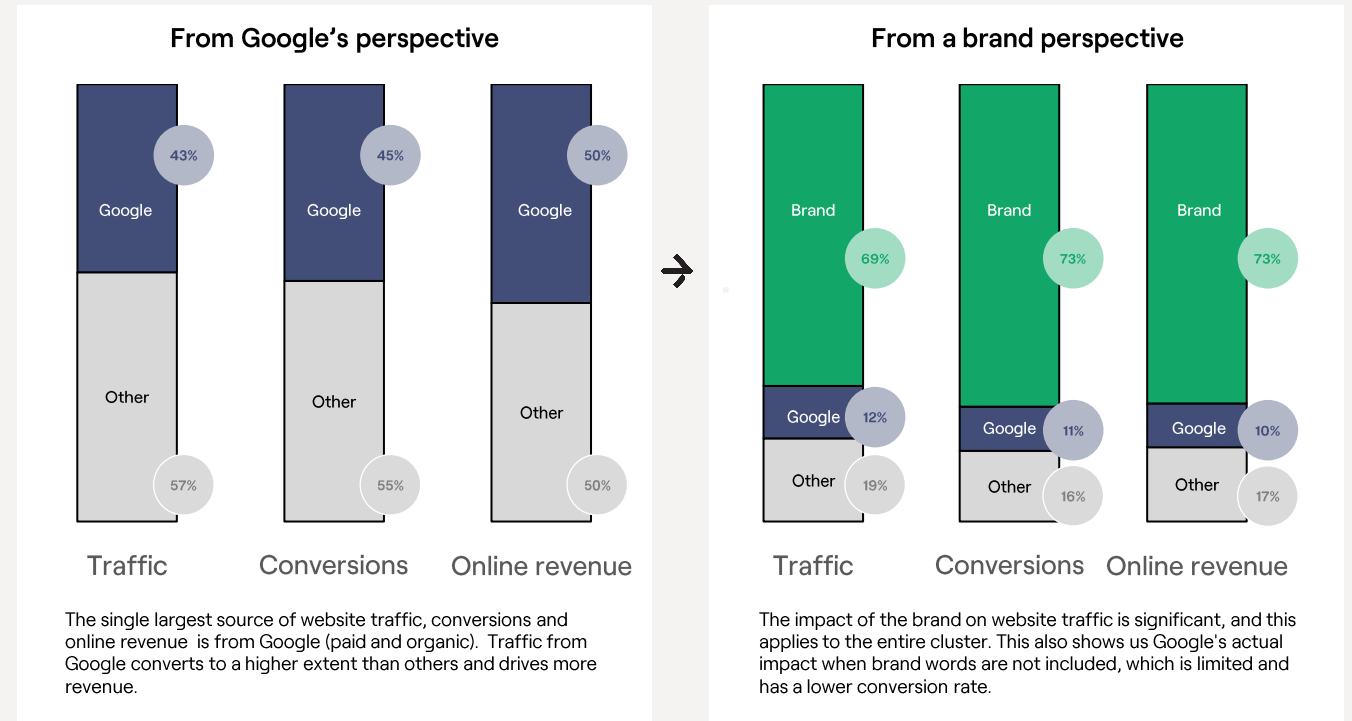 From Google's perspective
43%
45%
50%
Google
Google
Google
Other
Other
Other
57%
55%
50%
Traffic
Conversions
Online revenue
The single largest source of website traffic, conversions and
online revenue  is from Google (paid and organic).  Traffic from
Google converts to a higher extent than others and drives more
revenue.
From a brand perspective
Brand
Brand
Brand
69%
73%
73%
Google
12%
Google
11%
Google
10%
Other
19%
Other
16%
Other
17%
Traffic
Conversions
Online revenue
The impact of the brand on website traffic is significant, and this
applies to the entire cluster. This also shows us Google's actual
impact when brand words are not included, which is limited and
has a lower conversion rate.